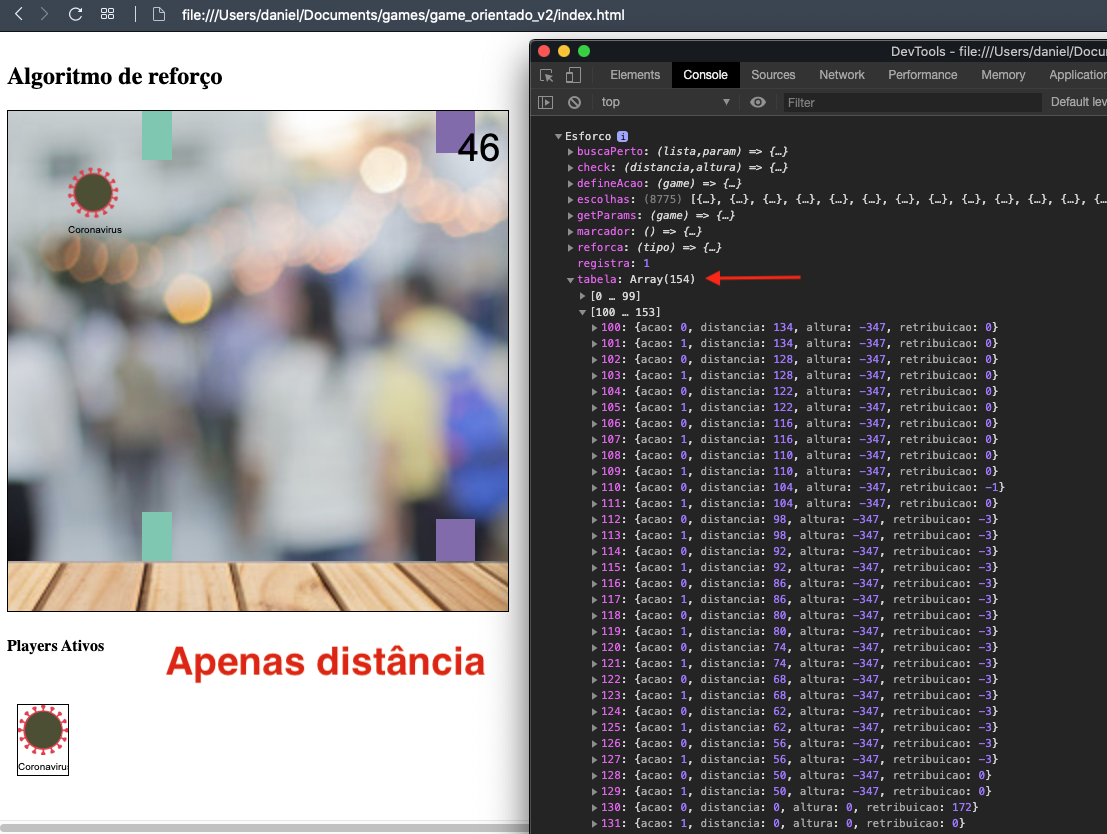 file:///Users/daniel/Documents/games/game_orientado_v2/index.html
Algoritmo de reforço
46
Coronavirus
Players Ativos
Apenas distância
Coronaviru
DevTools - file:///Users/daniel/Docu
Elements Console Sources Network Performance Memory Application
top Filter Default lev
Esforco i
buscaPerto: (lista,param) => {…}
check: (distancia,altura) => {…}
defineAcao: (game) => {…}
escolhas: (8775) [{…}, {…}, {…}, {…}, {…}, {…}, {…}, {…}, {…}, {…}, {…}, {…}, {…
getParams: (game) => {…}
marcador: () => {…}
reforca: (tipo) => {…}
registra: 1
tabela: Array(154)
[0 … 99]
[100 … 153]
100: {acao: 0, distancia: 134, altura: -347, retribuicao: 0}
101: {acao: 1, distancia: 134, altura: -347, retribuicao: 0}
102: {acao: 0, distancia: 128, altura: -347, retribuicao: 0}
103: {acao: 1, distancia: 128, altura: -347, retribuicao: 0}
104: {acao: 0, distancia: 122, altura: -347, retribuicao: 0}
105: {acao: 1, distancia: 122, altura: -347, retribuicao: 0}
106: {acao: 0, distancia: 116, altura: -347, retribuicao: 0}
107: {acao: 1, distancia: 116, altura: -347, retribuicao: 0}
108: {acao: 0, distancia: 110, altura: -347, retribuicao: 0}
109: {acao: 1, distancia: 110, altura: -347, retribuicao: 0}
110: {acao: 0, distancia: 104, altura: -347, retribuicao: -1}
111: {acao: 1, distancia: 104, altura: -347, retribuicao: 0}
112: {acao: 0, distancia: 98, altura: -347, retribuicao: -3}
113: {acao: 1, distancia: 98, altura: -347, retribuicao: -3}
114: {acao: 0, distancia: 92, altura: -347, retribuicao: -3}
115: {acao: 1, distancia: 92, altura: -347, retribuicao: -3}
116: {acao: 0, distancia: 86, altura: -347, retribuicao: -3}
117: {acao: 1, distancia: 86, altura: -347, retribuicao: -3}
118: {acao: 0, distancia: 80, altura: -347, retribuicao: -3}
119: {acao: 1, distancia: 80, altura: -347, retribuicao: -3}
120: {acao: 0, distancia: 74, altura: -347, retribuicao: -3}
121: {acao: 1, distancia: 74, altura: -347, retribuicao: -3}
122: {acao: 0, distancia: 68, altura: -347, retribuicao: -3}
123: {acao: 1, distancia: 68, altura: -347, retribuicao: -3}
124: {acao: 0, distancia: 62, altura: -347, retribuicao: -3}
125: {acao: 1, distancia: 62, altura: -347, retribuicao: -3}
126: {acao: 0, distancia: 56, altura: -347, retribuicao: -3}
127: {acao: 1, distancia: 56, altura: -347, retribuicao: -3}
128: {acao: 0, distancia: 50, altura: -347, retribuicao: 0}
129: {acao: 1, distancia: 50, altura: -347, retribuicao: 0}
130: {acao: 0, distancia: 0, altura: 0, retribuicao: 172}
131: {acao: 1, distancia: 0, altura: 0, retribuicao: 0}